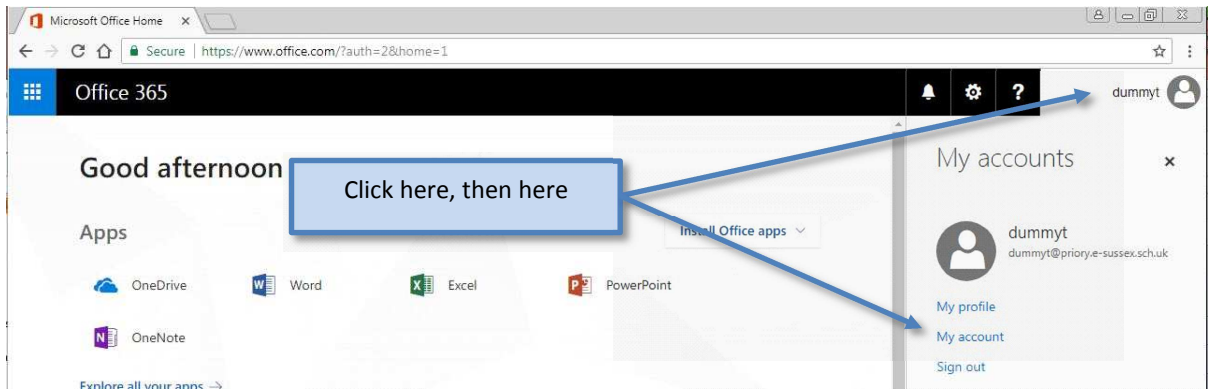 Microsoft Office Home
Secure | https://www.office.com/?auth=2&home=1
Office 365
?
dummyt
Good afternoon
Click here, then here
My accounts
Apps
Install Office apps
dummyt
dummyt@priory.e-sussex.sch.uk
OneDrive
Word
Excel
PowerPoint
My profile
OneNote
My account
Sign out
Explore all your apps →